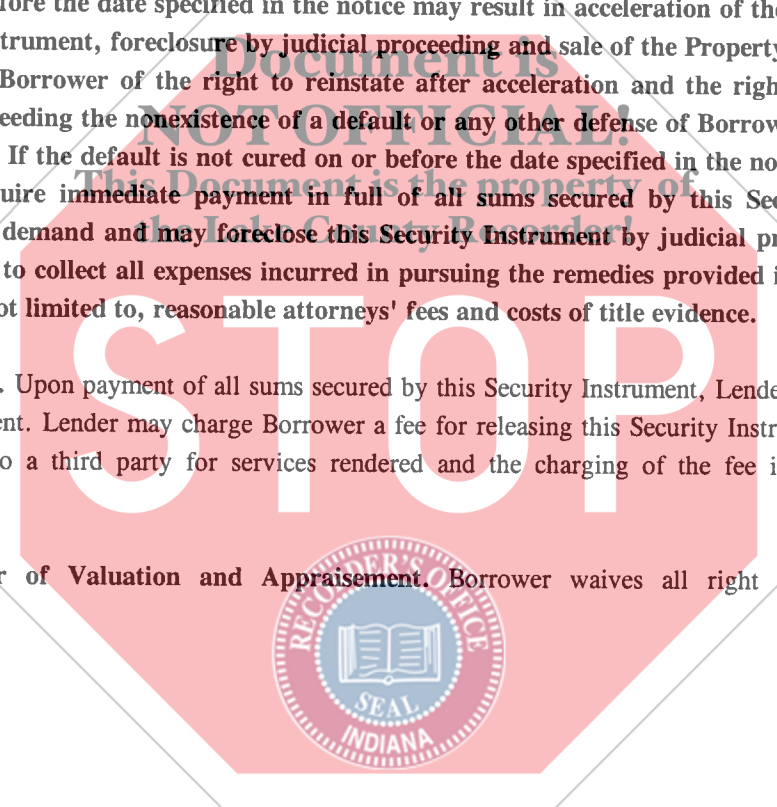 fore the date specified in the notice may result in acceleration of the
trument, foreclosure by judicial proceeding and sale of the Property
Document is
Borrower of the right to reinstate after acceleration and the righ
eeding the nonexistence of a default or any other defense of Borrow
NOT OFFICIAL!
If the default is not cured on or before the date specified in the no
This Document is the property of
uire immediate payment in full of all sums secured by this Sec
the Lake County Recorder!
demand and may foreclose this Security Instrument by judicial pr
to collect all expenses incurred in pursuing the remedies provided i
ot limited to, reasonable attorneys' fees and costs of title evidence.
STOP
. Upon payment of all sums secured by this Security Instrument, Lende
ent. Lender may charge Borrower a fee for releasing this Security Instr
o a third party for services rendered and the charging of the fee i
r of Valuation and Appraisement. Borrower waives all right
RECORDER'S OFFICE
SEAL
INDIANA